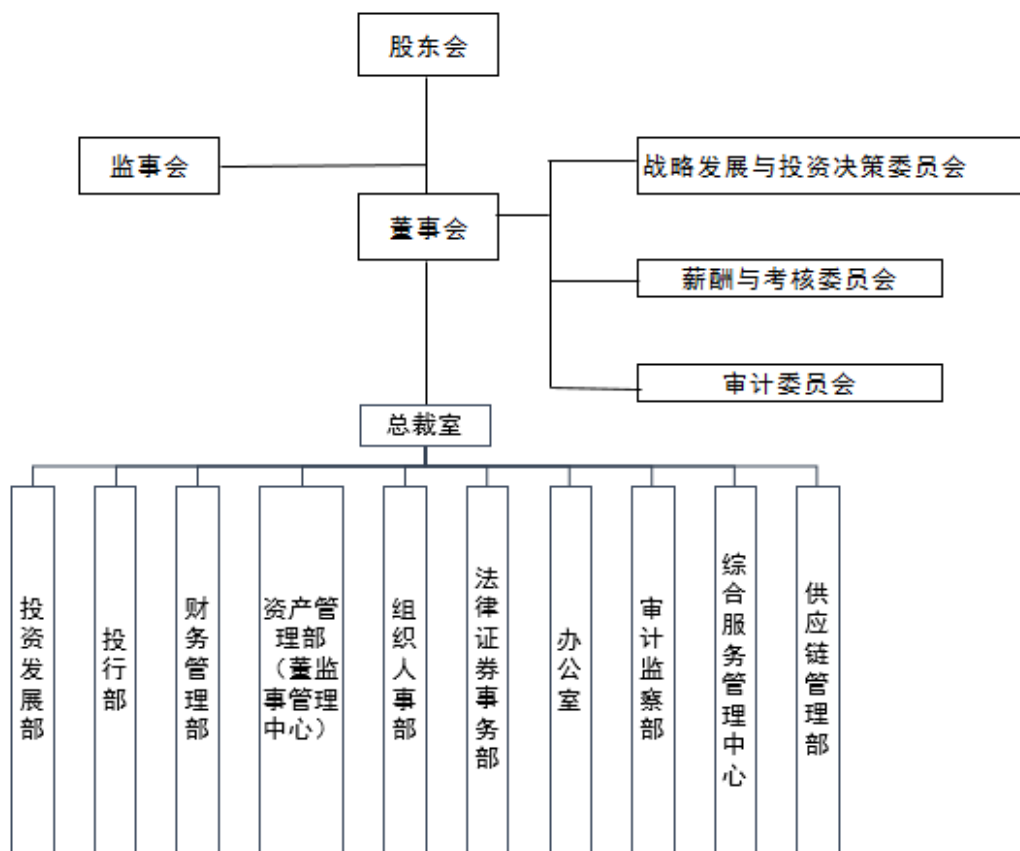 股东会
监事会
战略发展与投资决策委员会
董事会
薪酬与考核委员会
审计委员会
总裁室
投资发展部
投行部
财务管理部
资产管
理部
（董监
事管理
中心）
组织人事部
法律证券事务部
办公室
审计监察部
综合服务管理中心
供应链管理部